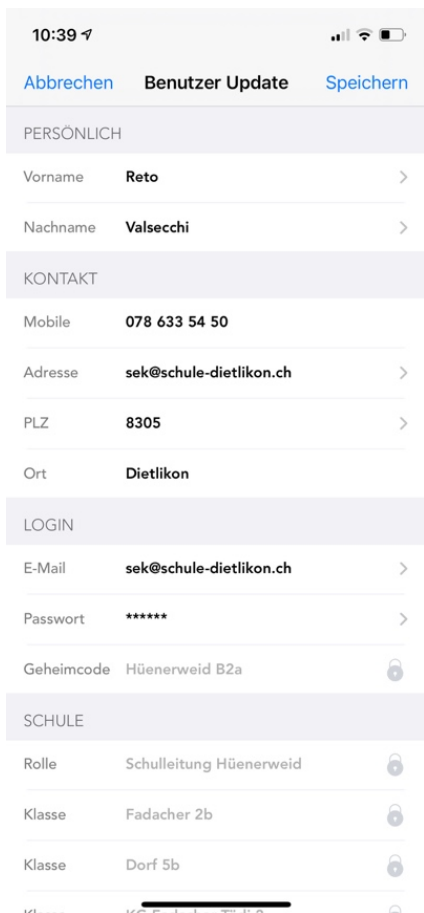 10:39
Abbrechen Benutzer Update Speichern
PERSÖNLICH
Vorname Reto
Nachname Valsecchi
KONTAKT
Mobile 078 633 54 50
Adresse sek@schule-dietlikon.ch
PLZ 8305
Ort Dietlikon
LOGIN
E-Mail sek@schule-dietlikon.ch
Passwort ******
Geheimcode Hüenerweid B2a
SCHULE
Rolle Schulleitung Hüenerweid
Klasse Fadacher 2b
Klasse Dorf 5b
Klasse